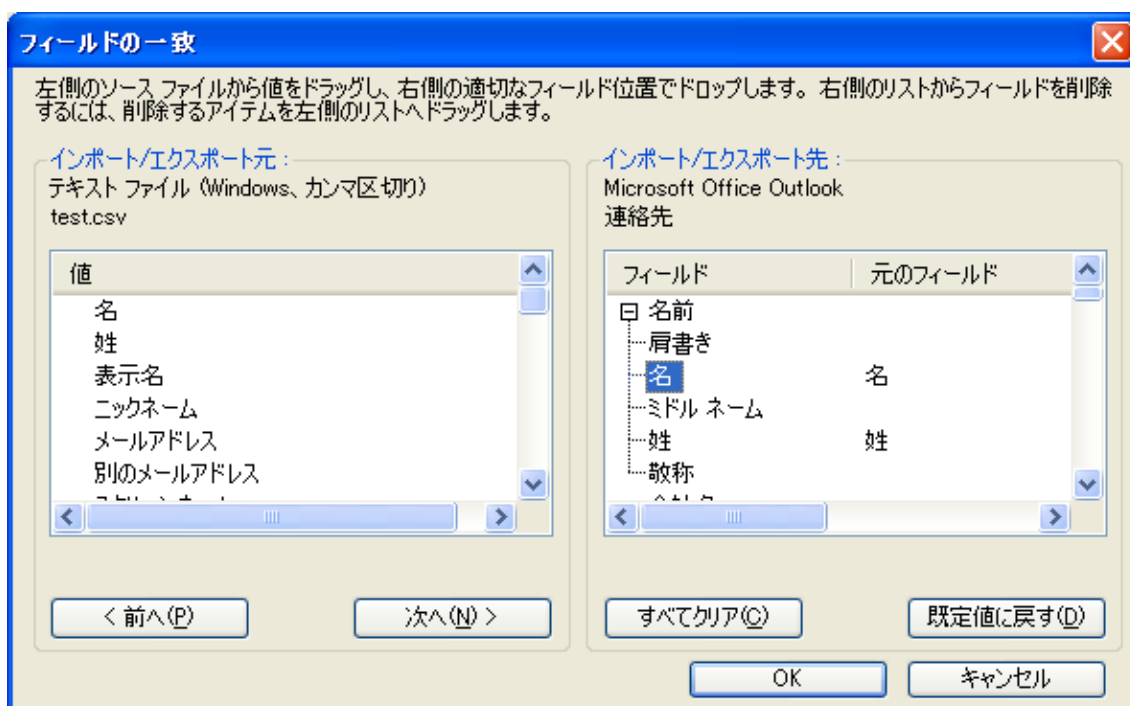 フィールドの一致
左側のソース ファイルから値をドラッグし、右側の適切なフィールド位置でドロップします。 右側のリストからフィールドを削除
するには、削除するアイテムを左側のリストへドラッグします。
インポート/エクスポート元：
テキスト ファイル (Windows、カンマ区切り)
test.csv
値
名
姓
表示名
ニックネーム
メールアドレス
別のメールアドレス
< 前へ(P)
次へ(N) >
インポート/エクスポート先：
Microsoft Office Outlook
連絡先
フィールド 元のフィールド
名前
肩書き
名 名
ミドル ネーム
姓 姓
敬称
すべてクリア(C)
既定値に戻す(D)
OK
キャンセル